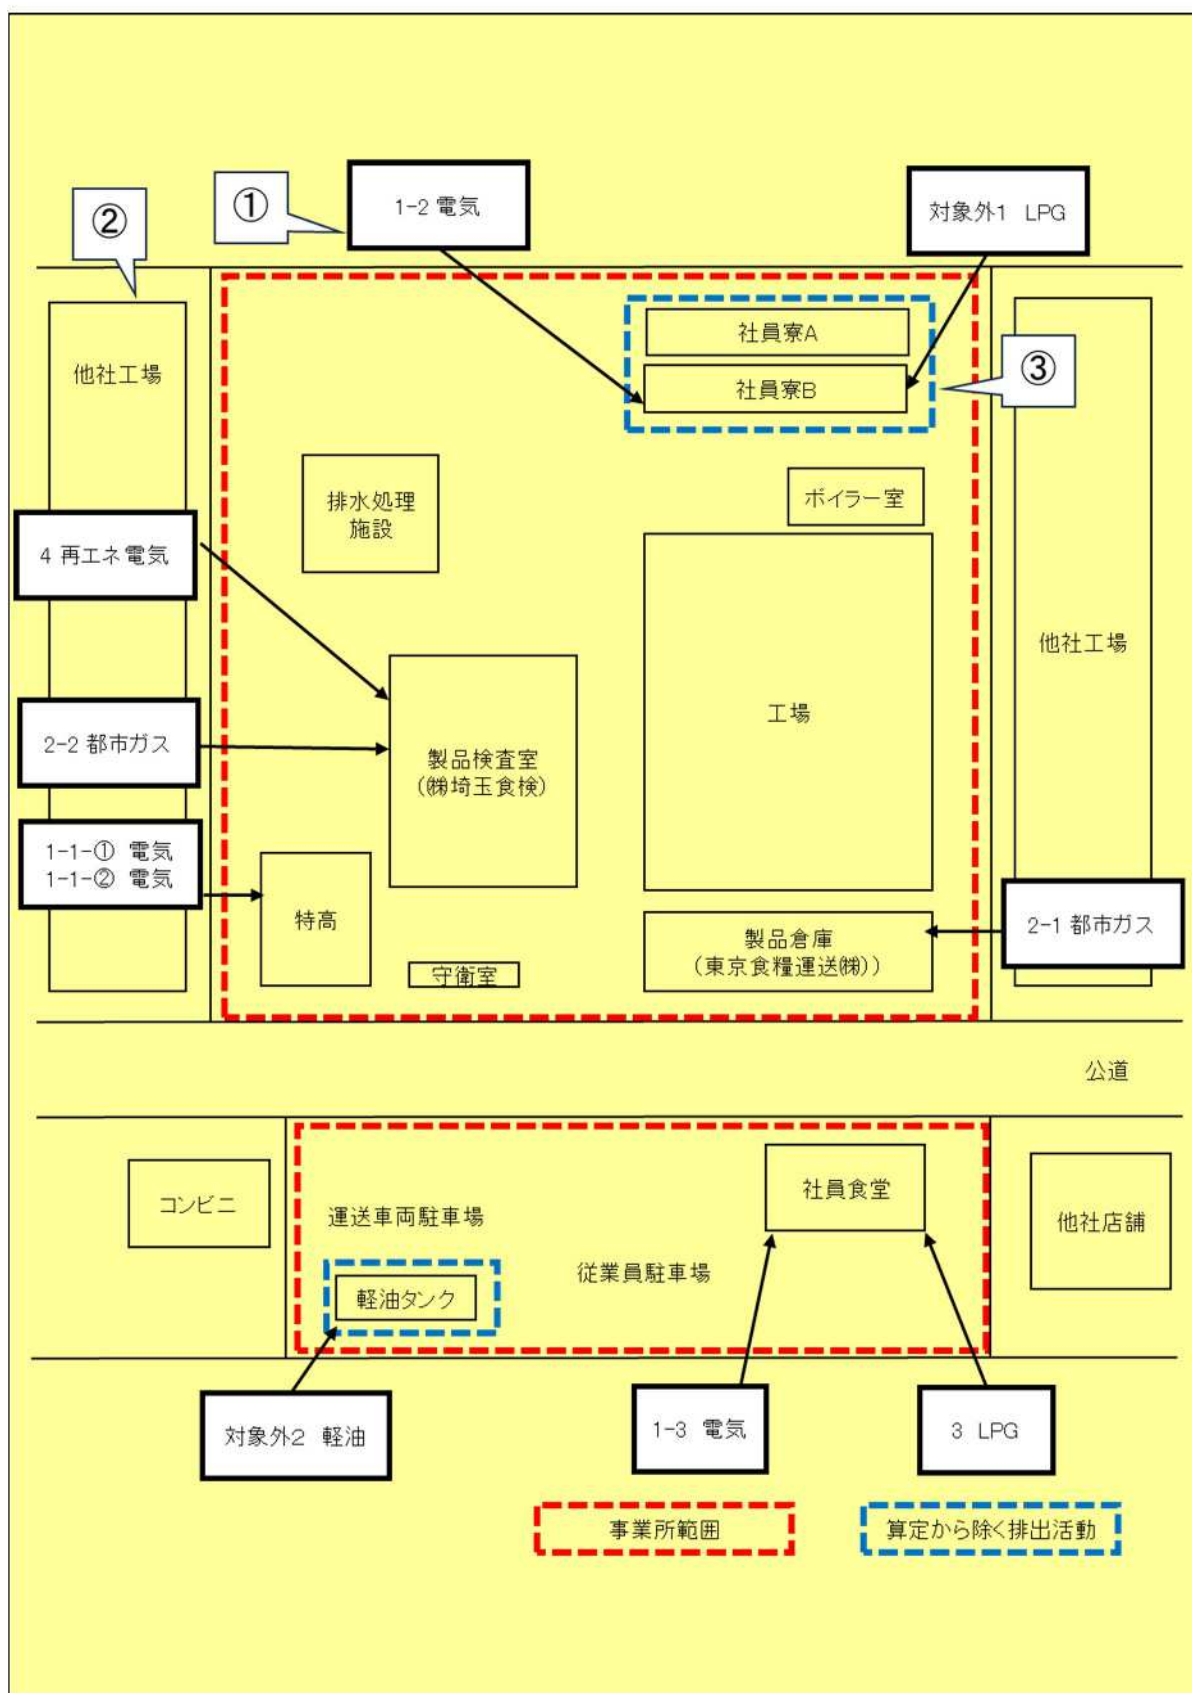 ①
1-2 電気
対象外1 LPG
②
他社工場
社員寮A
社員寮B
③
排水処理
施設
ボイラー室
4 再エネ電気
他社工場
2-2 都市ガス
製品検査室
(㈱埼玉食検)
工場
1-1-① 電気
1-1-② 電気
特高
守衛室
製品倉庫
(東京食糧運送㈱))
2-1 都市ガス
公道
コンビニ
運送車両駐車場
社員食堂
他社店舗
従業員駐車場
軽油タンク
対象外2 軽油
1-3 電気
3 LPG
事業所範囲
算定から除く排出活動